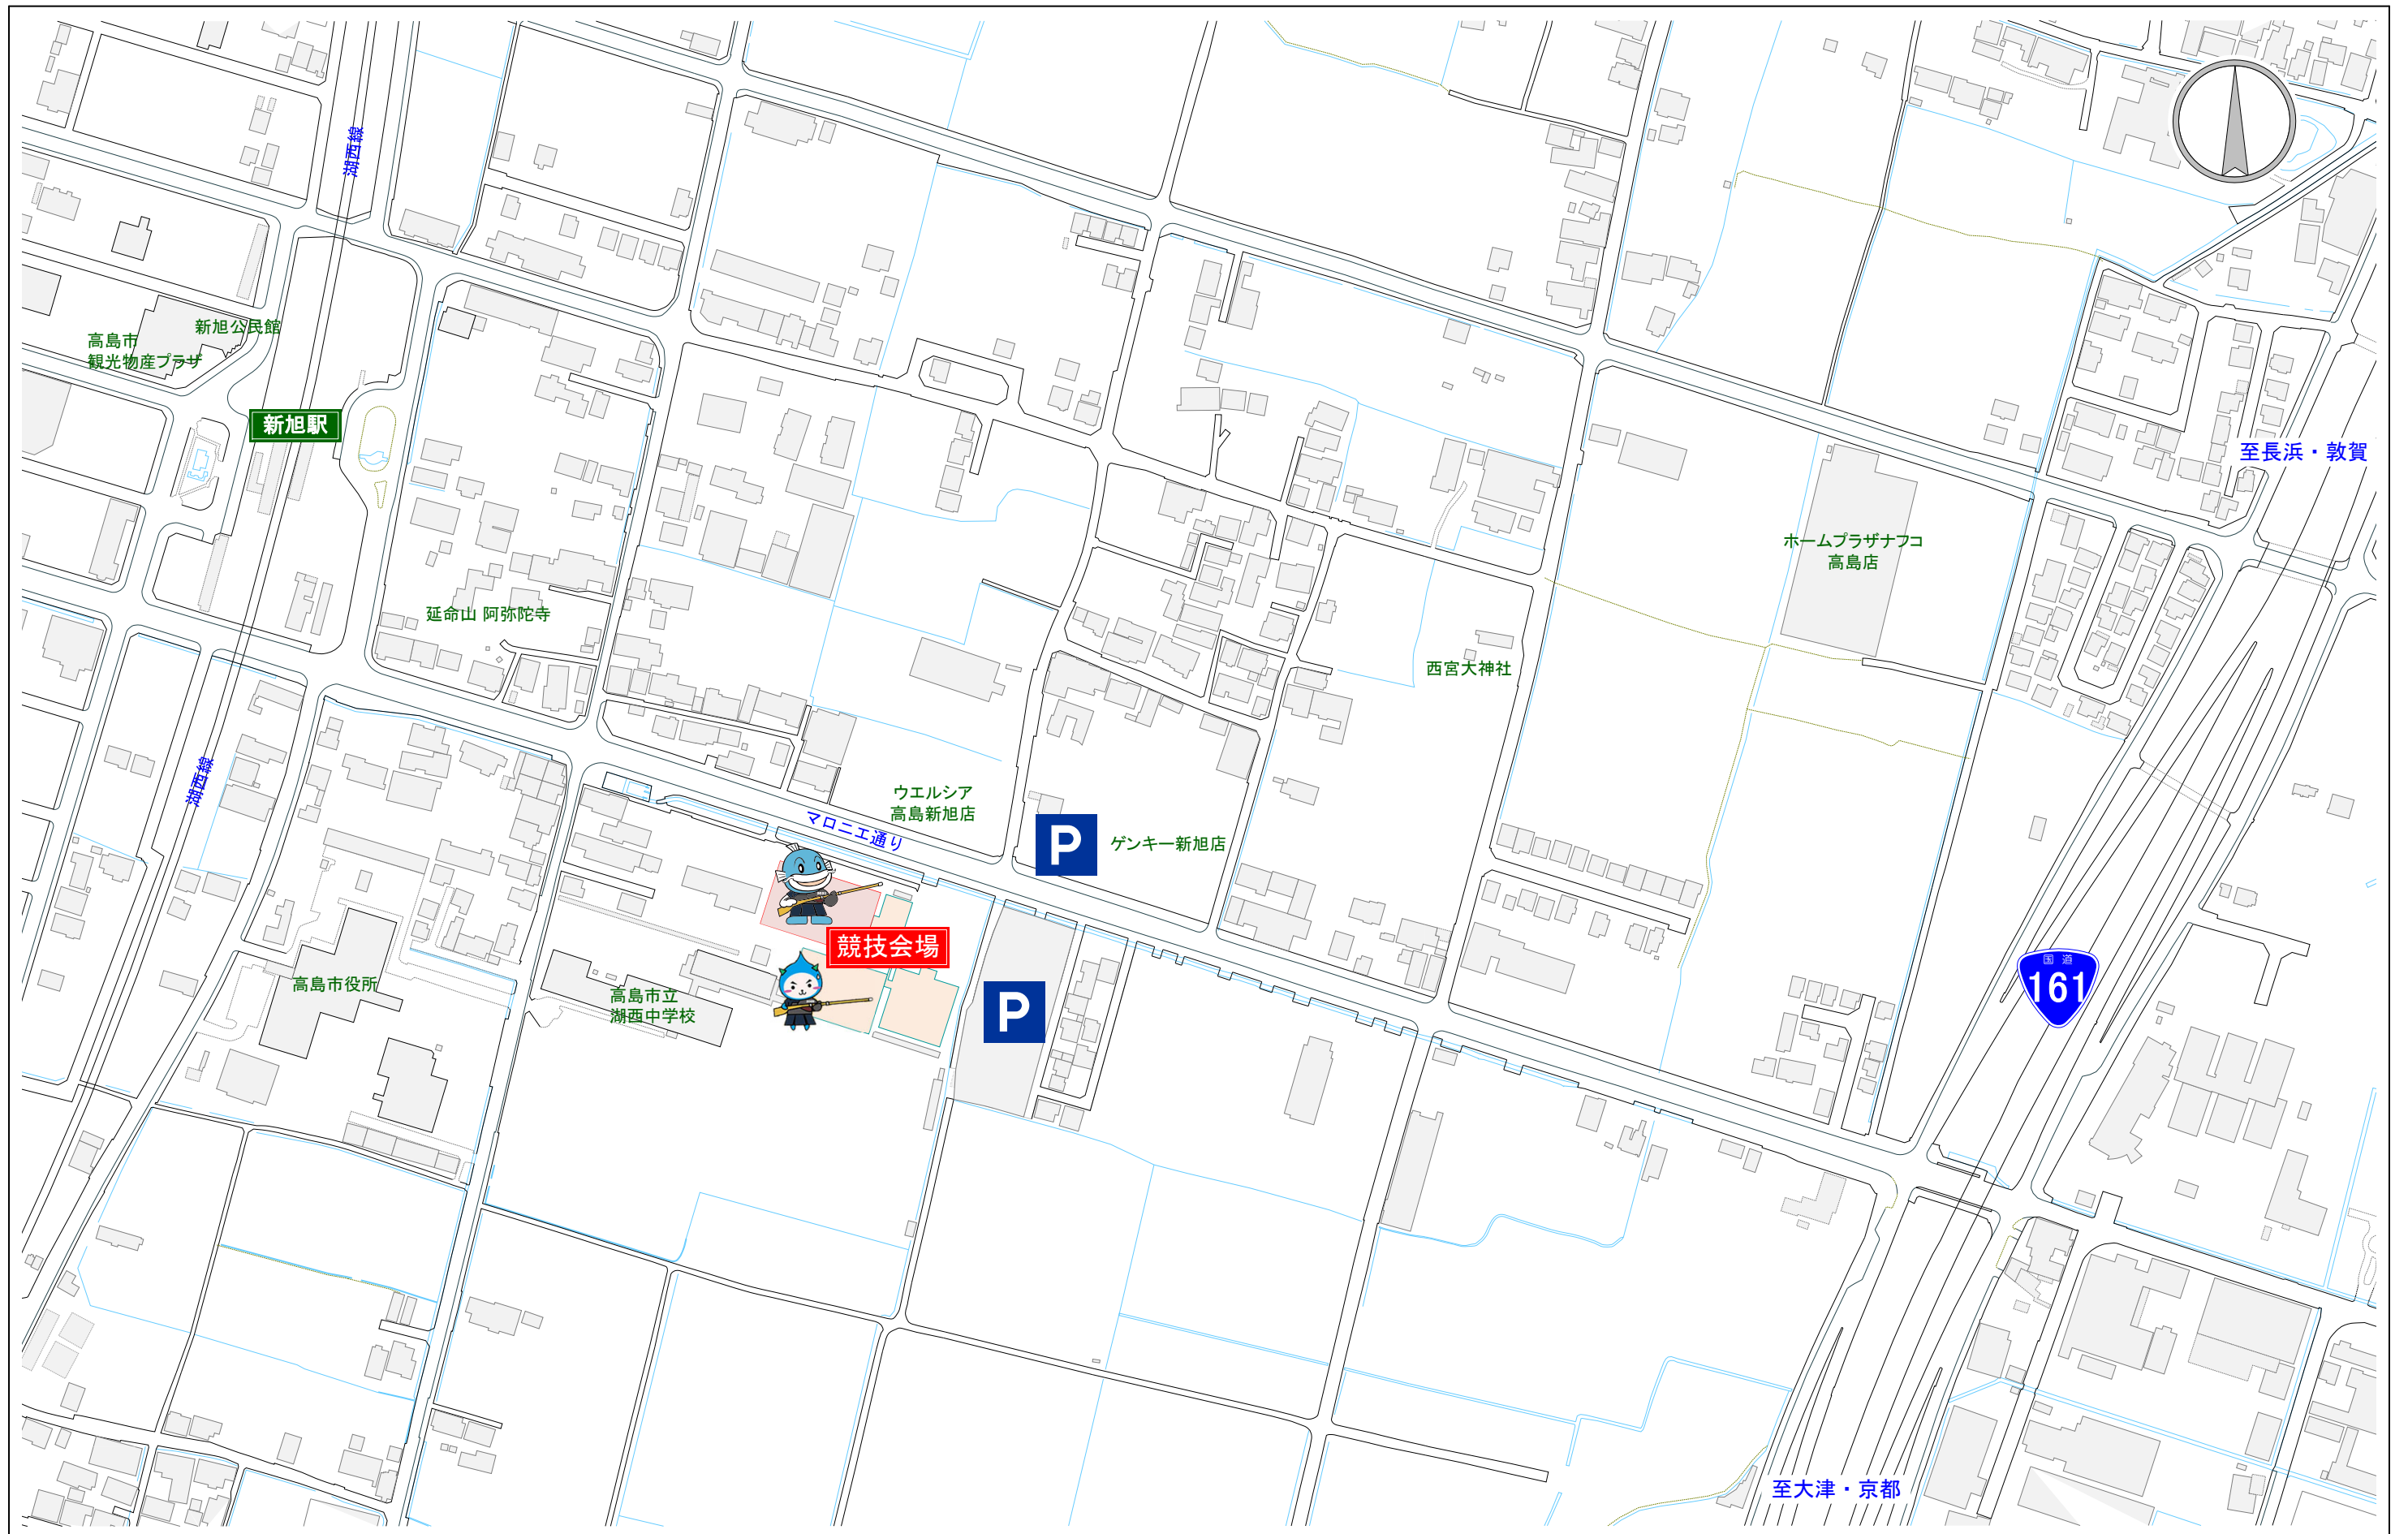 湖西線
新旭公民館
高島市
観光物産プラザ
新旭駅
至長浜・敦賀
ホームプラザナフコ
高島店
延命山 阿弥陀寺
西宮大神社
湖西線
ウエルシア
高島新旭店
マロニエ通り
P
ゲンキー新旭店
競技会場
高島市役所
高島市立
湖西中学校
P
国道
161
至大津・京都